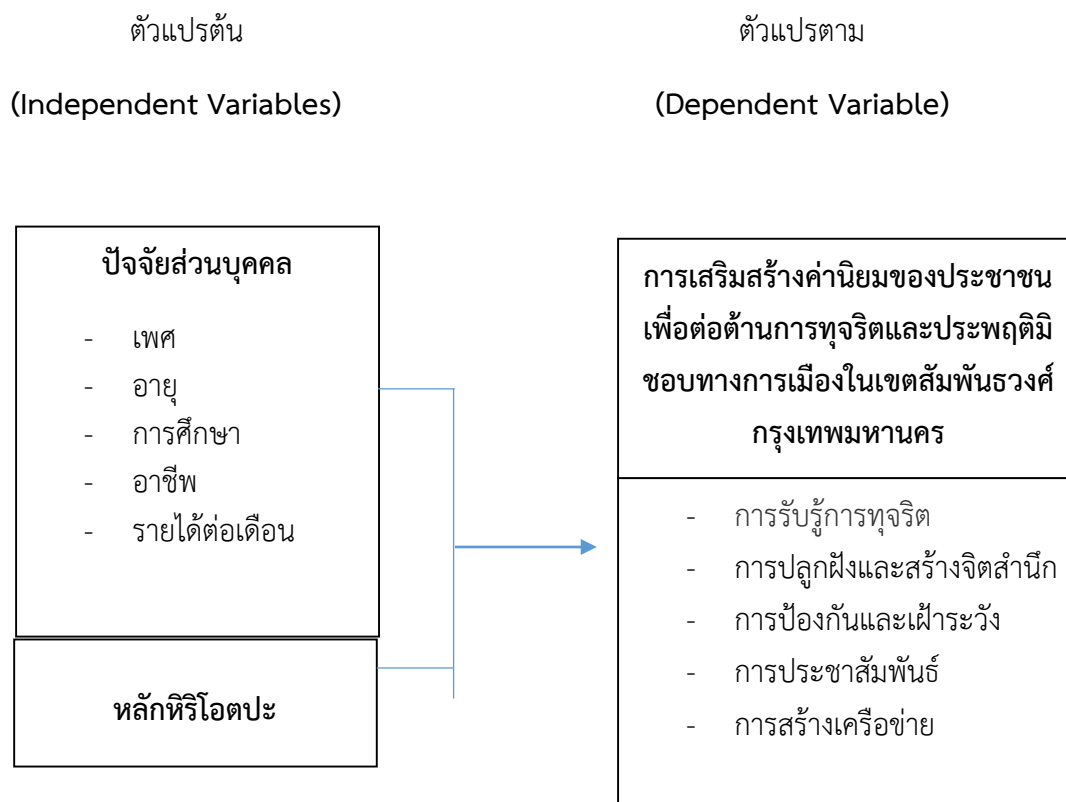 ตัวแปรต้น
ตัวแปรตาม
(Independent Variables)
(Dependent Variable)
ปัจจัยส่วนบุคคล
- เพศ
- อายุ
- การศึกษา
- อาชีพ
- รายได้ต่อเดือน
หลักหิริโอตปะ
การเสริมสร้างค่านิยมของประชาชน
เพื่อต่อต้านการทุจริตและประพฤติมิ
ชอบทางการเมืองในเขตสัมพันธวงศ์
กรุงเทพมหานคร
- การรับรู้การทุจริต
- การปลูกฝังและสร้างจิตสำนึก
- การป้องกันและเฝ้าระวัง
- การประชาสัมพันธ์
- การสร้างเครือข่าย